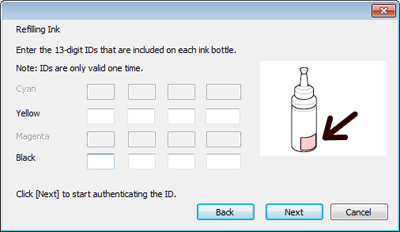 Refilling Ink
Enter the 13-digit IDs that are included on each ink bottle.
Note: IDs are only valid one time.
Cyan
Yellow
Magenta
Black
Click [Next] to start authenticating the ID.
Back Next Cancel